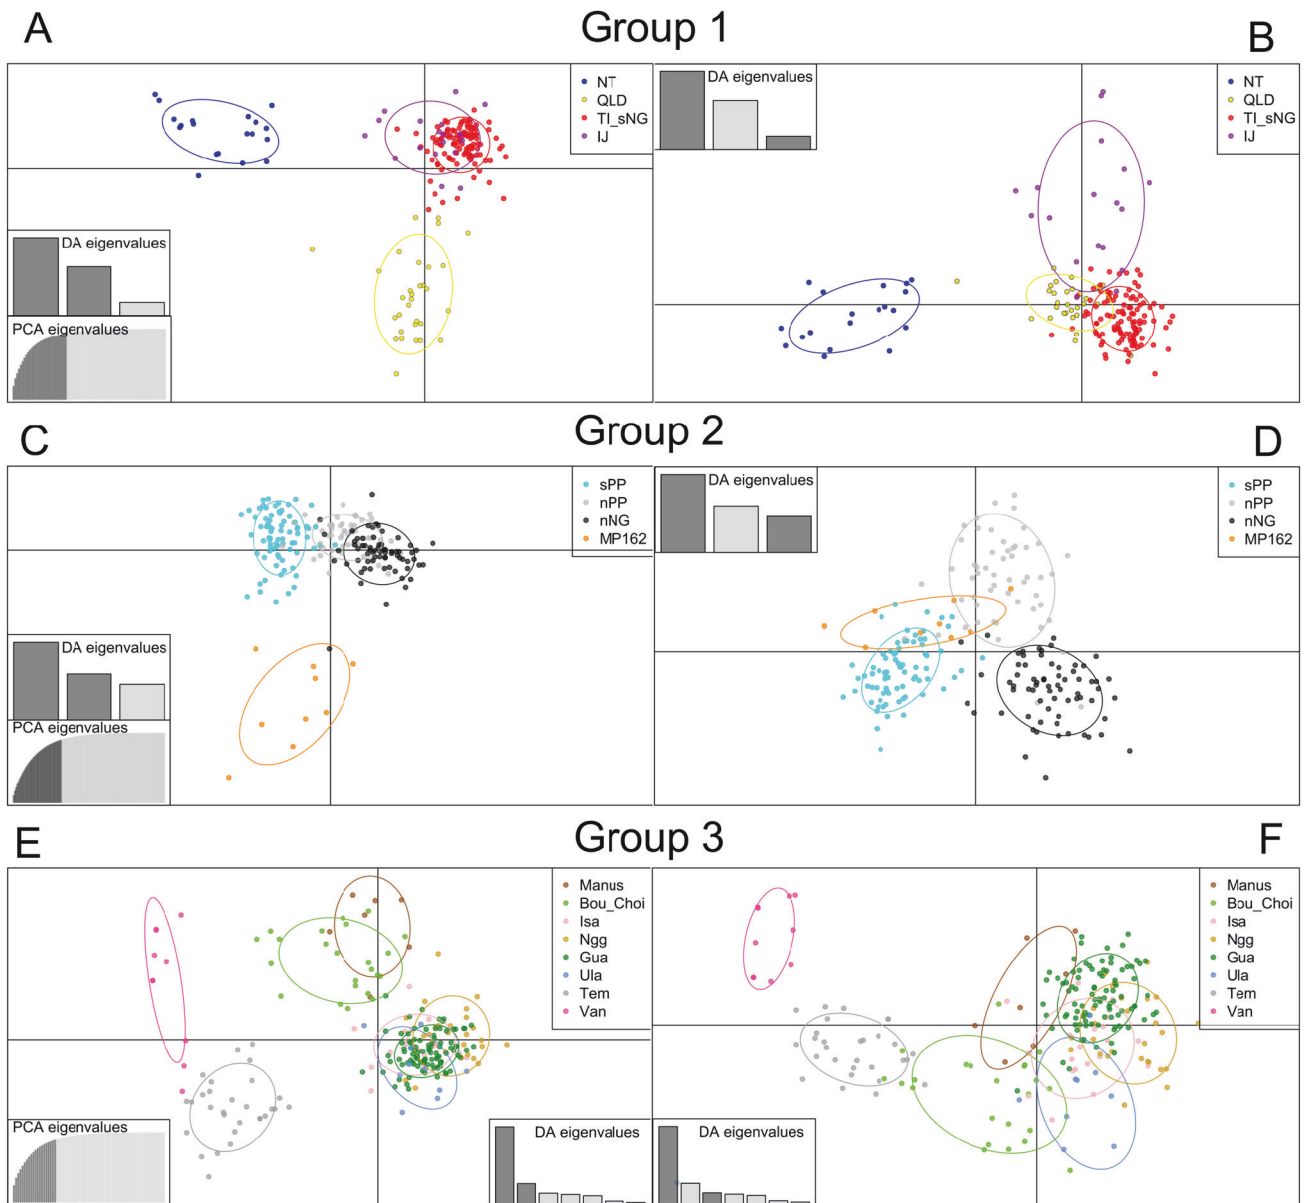 A
Group 1
B
NT
QLD
TI_sNG
IJ
DA eigenvalues
PCA eigenvalues
DA eigenvalues
NT
QLD
TI_sNG
IJ
C
Group 2
D
sPP
nPP
nNG
MP162
DA eigenvalues
PCA eigenvalues
DA eigenvalues
sPP
nPP
nNG
MP162
E
Group 3
F
Manus
Bou_Choi
Isa
Ngg
Gua
Ula
Tem
Van
PCA eigenvalues
DA eigenvalues
Manus
Bou_Choi
Isa
Ngg
Gua
Ula
Tem
Van
DA eigenvalues